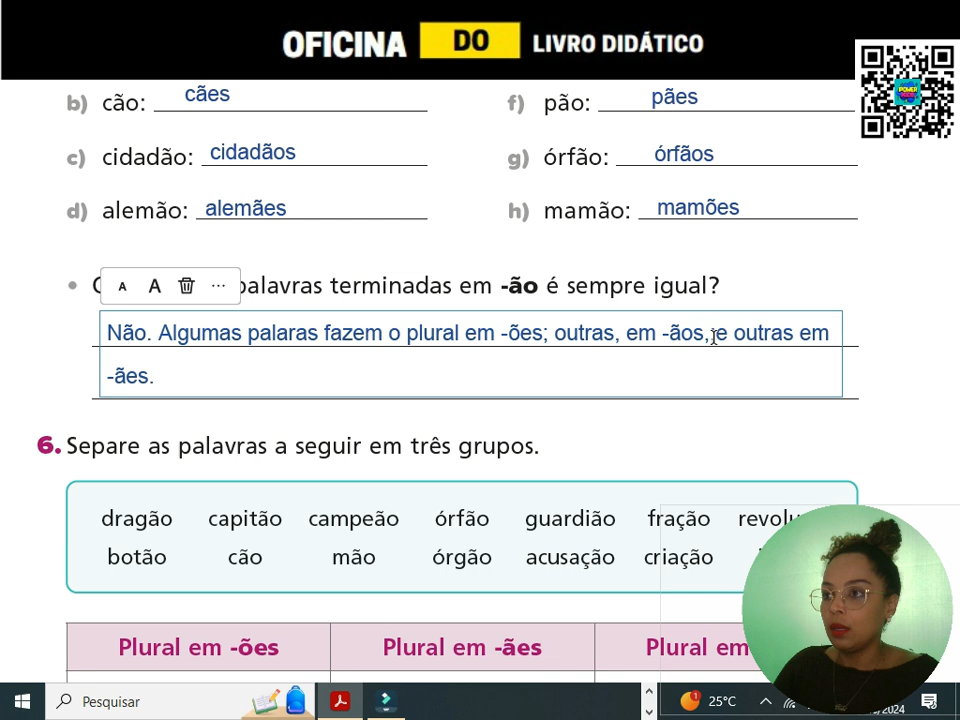 OFICINA DO LIVRO DIDÁTICO
b) cão: cães f) pão: pães
c) cidadão: cidadãos g) órfão: órfãos
d) alemão: alemães h) mamão: mamões
A A ...
palavras terminadas em -ão é sempre igual?
Não. Algumas palaras fazem o plural em -ões; outras, em -ãos, e outras em
-ães.
6. Separe as palavras a seguir em três grupos.
dragão capitão campeão órfão guardião fração
botão cão mão órgão acusação criação
Plural em -ões Plural em -ães Plural em
Pesquisar 1 25°C